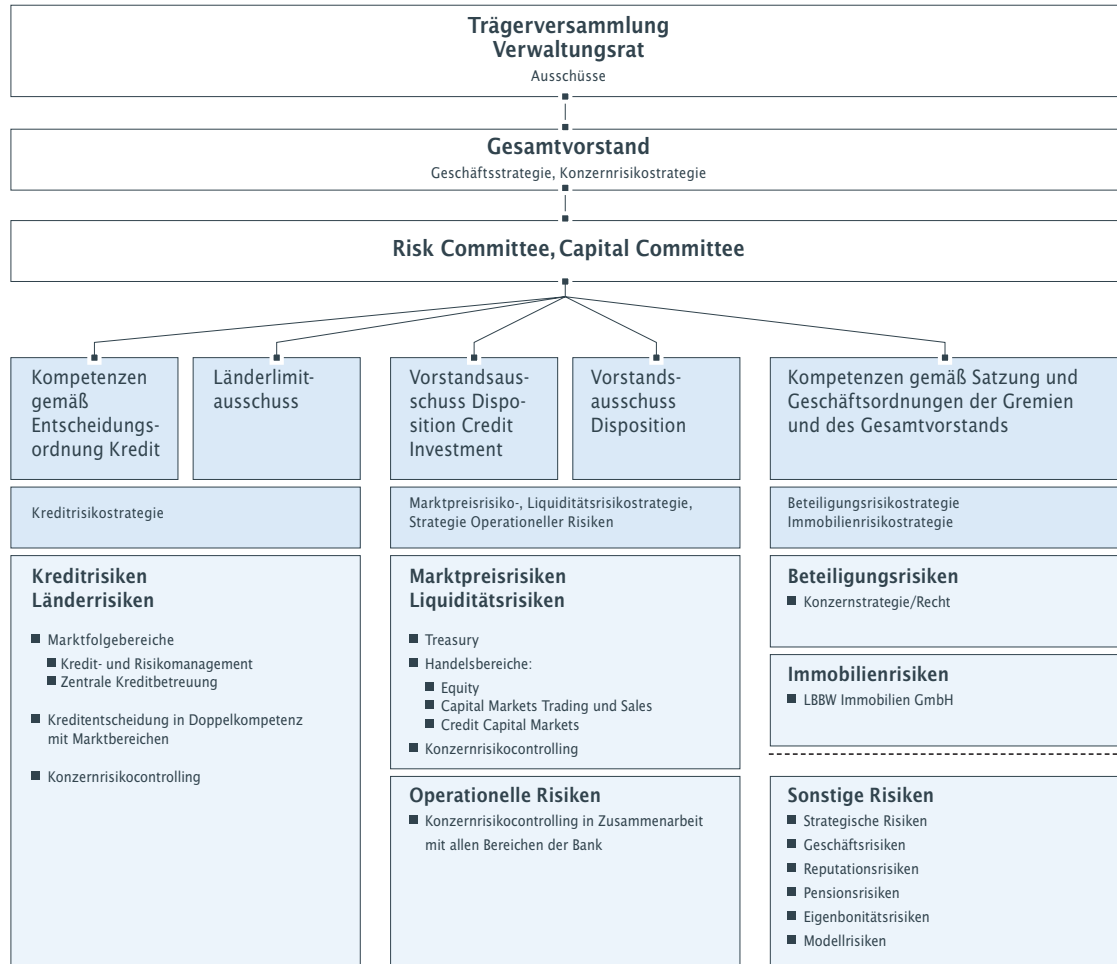 Trägerversammlung
Verwaltungsrat
Ausschüsse
Gesamtvorstand
Geschäftsstrategie, Konzernrisikostrategie
Risk Committee, Capital Committee
Kompetenzen
gemäß
Entscheidungs-
ordnung Kredit
Länderlimit-
ausschuss
Vorstandsaus-
schuss Dispo-
sition Credit
Investment
Vorstands-
ausschuss
Disposition
Kompetenzen gemäß Satzung und
Geschäftsordnungen der Gremien
und des Gesamtvorstands
Kreditrisikostrategie
Marktpreisrisiko-, Liquiditätsrisikostrategie,
Strategie Operationeller Risiken
Beteiligungsrisikostrategie
Immobilienrisikostrategie
Kreditrisiken
Länderrisiken
Marktfolgebereiche
Kredit- und Risikomanagement
Zentrale Kreditbetreuung
Kreditentscheidung in Doppelkompetenz
mit Marktbereichen
Konzernrisikocontrolling
Marktpreisrisiken
Liquiditätsrisiken
Treasury
Handelsbereiche:
Equity
Capital Markets Trading und Sales
Credit Capital Markets
Konzernrisikocontrolling
Operationelle Risiken
Konzernrisikocontrolling in Zusammenarbeit
mit allen Bereichen der Bank
Beteiligungsrisiken
Konzernstrategie/Recht
Immobilienrisiken
LBBW Immobilien GmbH
Sonstige Risiken
Strategische Risiken
Geschäftsrisiken
Reputationsrisiken
Pensionsrisiken
Eigenbonitätsrisiken
Modellrisiken